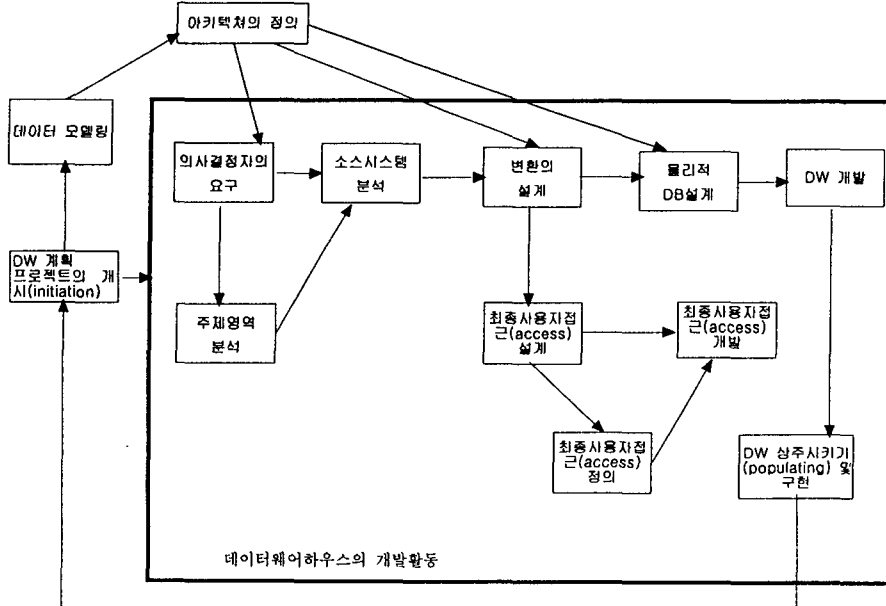 아키텍쳐의 정의
데이터 모델링
의사결정자의
요구
소스시스템
분석
변환의
설계
물리적
DB설계
DW 개발
DW 계획
프로젝트의 개
시(initiation)
주제영역
분석
최종사용자접
근(access)
설계
최종사용자접
근(access)
개발
최종사용자접
근(access)
정의
DW 상주시키기
(populating) 및
구현
데이터웨어하우스의 개발활동